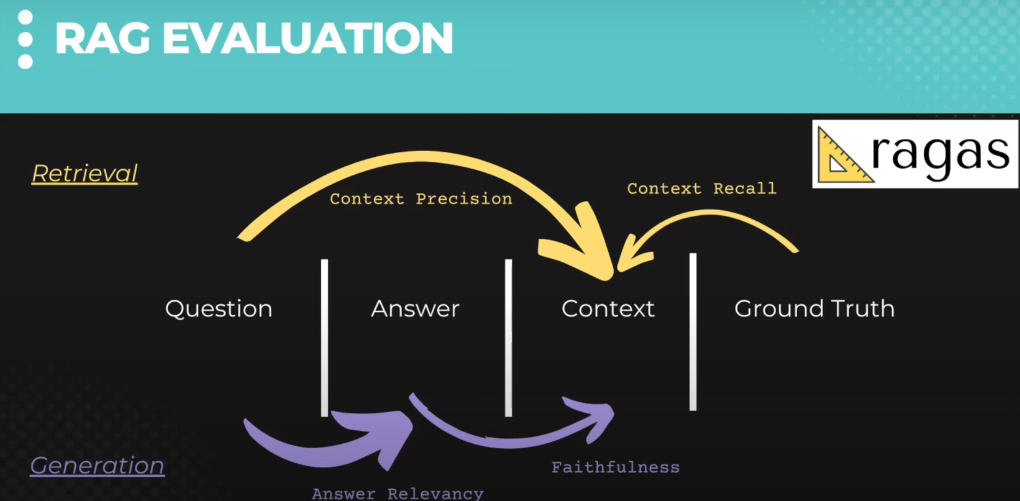 RAG EVALUATION
ragas
Retrieval
Context Precision
Context Recall
Question
Answer
Context
Ground Truth
Generation
Faithfulness
Answer Relevancy